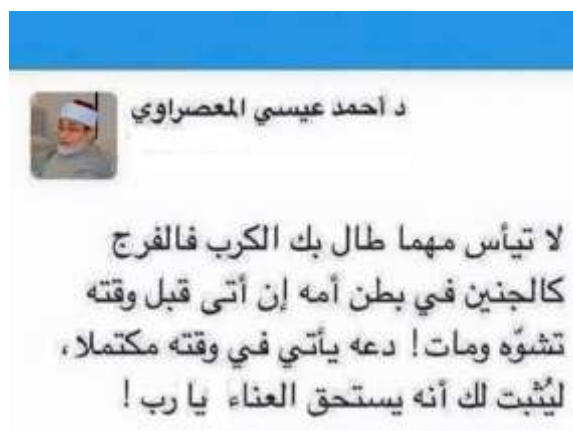 د أحمد عيسي المعصراوي
لا تيأس مهما طال بك الكرب فالفرج
كالجنين في بطن أمه إن أتى قبل وقته
تشوّه ومات! دعه يأتي في وقته مكتملا،
ليُثبت لك أنه يستحق العناء يا رب !